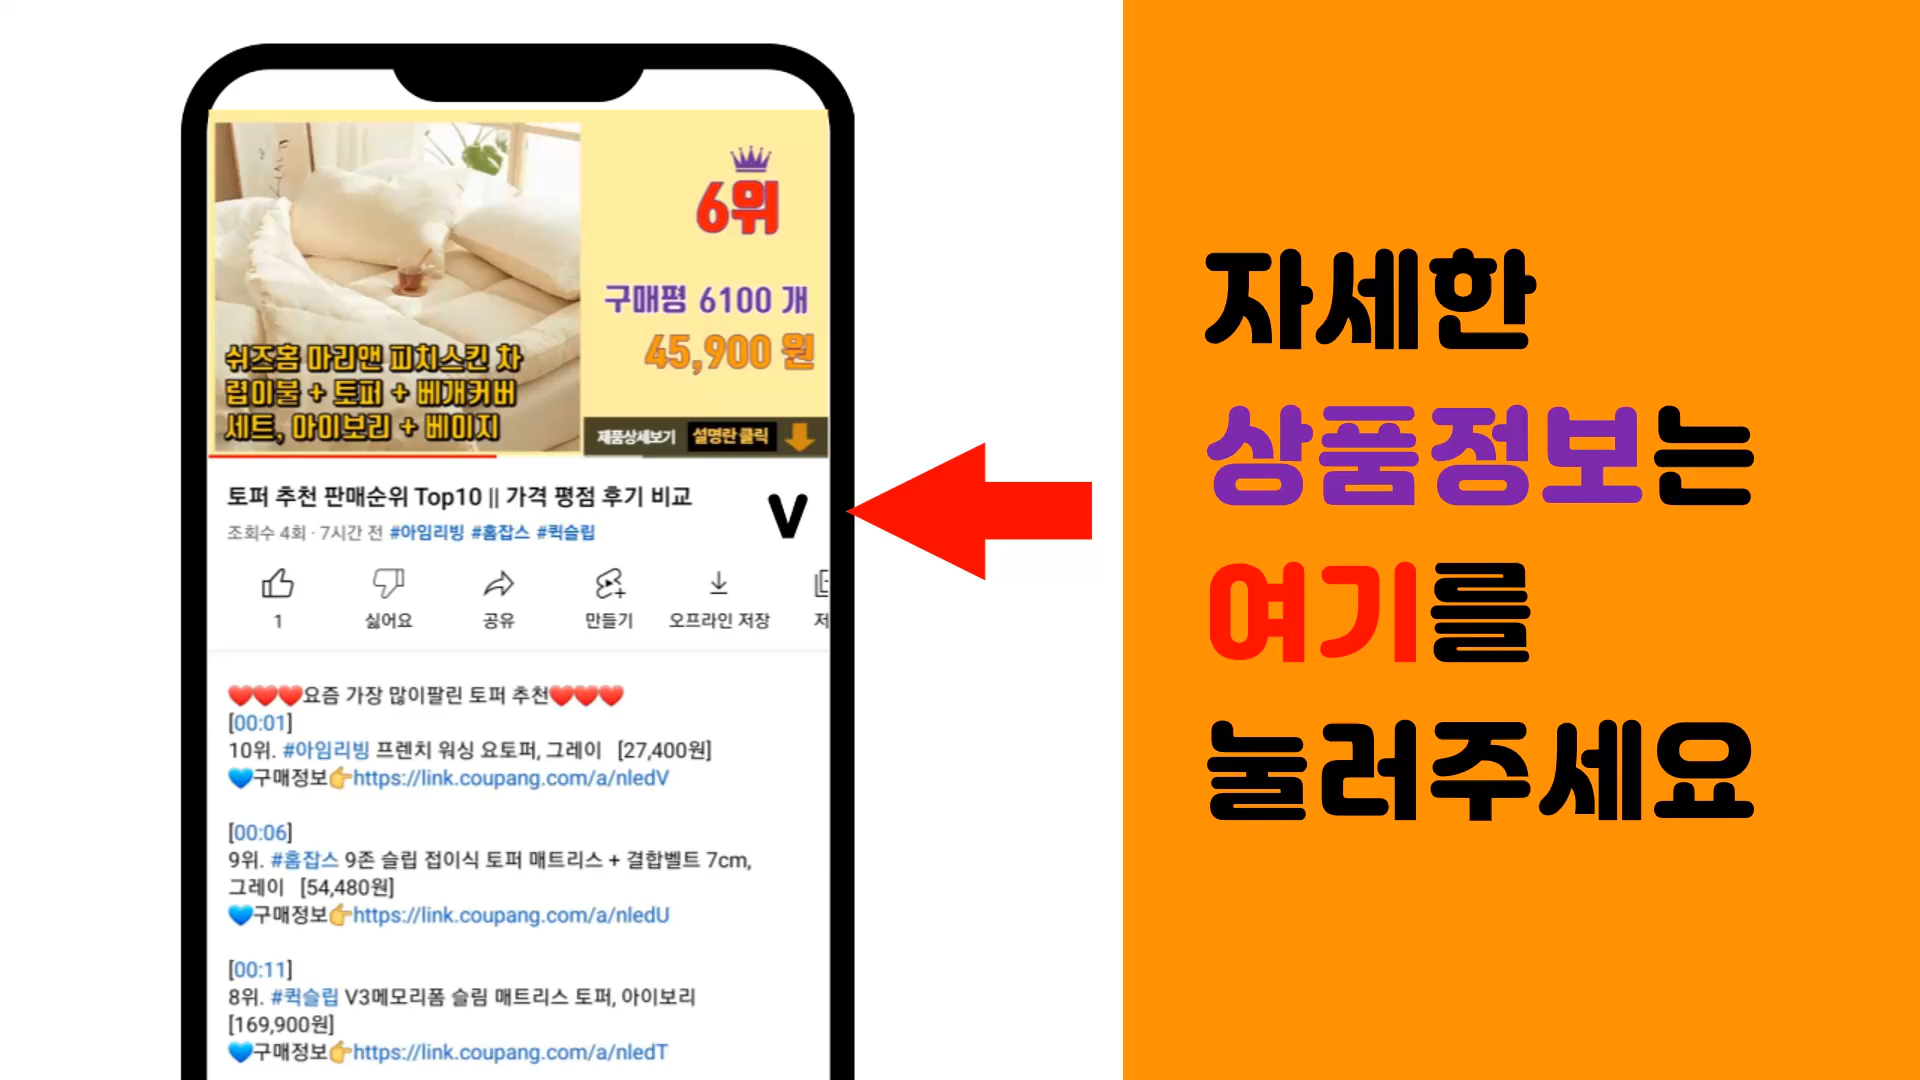 6위
구매평 6100 개
45,900 원
쉬즈홈 마리앤 피치스킨 차
렵이불 + 토퍼 + 베개커버
세트, 아이보리 + 베이지
제품상세보기 설명란 클릭
토퍼 추천 판매순위 Top10 || 가격 평점 후기 비교
V
조회수 4회 · 7시간 전 #아임리빙 #홈잡스 #퀵슬립
1 싫어요 공유 만들기 오프라인 저장 저
❤️❤️❤️요즘 가장 많이팔린 토퍼 추천❤️❤️❤️
[00:01]
10위. #아임리빙 프렌치 워싱 요토퍼, 그레이 [27,400원]
💙구매정보👉https://link.coupang.com/a/nledV
[00:06]
9위. #홈잡스 9존 슬립 접이식 토퍼 매트리스 + 결합벨트 7cm,
그레이 [54,480원]
💙구매정보👉https://link.coupang.com/a/nledU
[00:11]
8위. #퀵슬립 V3메모리폼 슬림 매트리스 토퍼, 아이보리
[169,900원]
💙구매정보👉https://link.coupang.com/a/nledT
자세한
상품정보는
여기를
눌러주세요